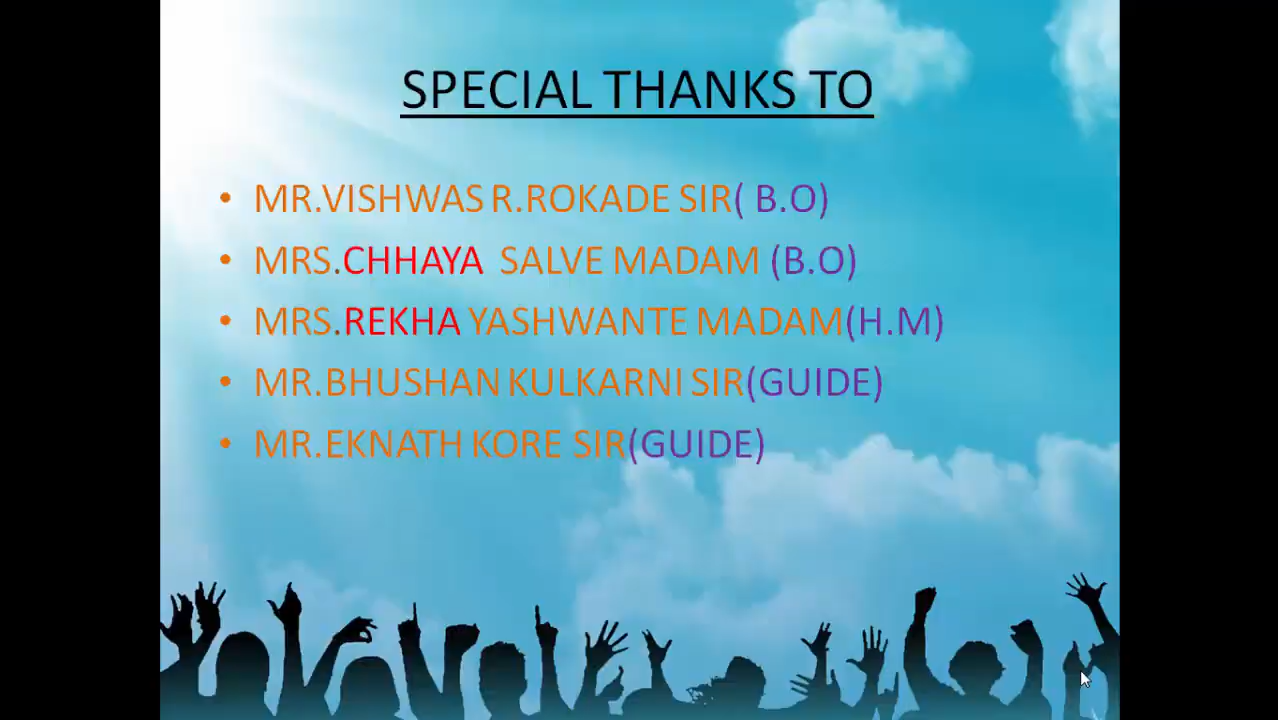 SPECIAL THANKS TO
• MR.VISHWAS R.ROKADE SIR( B.O)
• MRS.CHHAYA SALVE MADAM (B.O)
• MRS.REKHA YASHWANTE MADAM(H.M)
• MR.BHUSHAN KULKARNI SIR(GUIDE)
• MR.EKNATH KORE SIR(GUIDE)